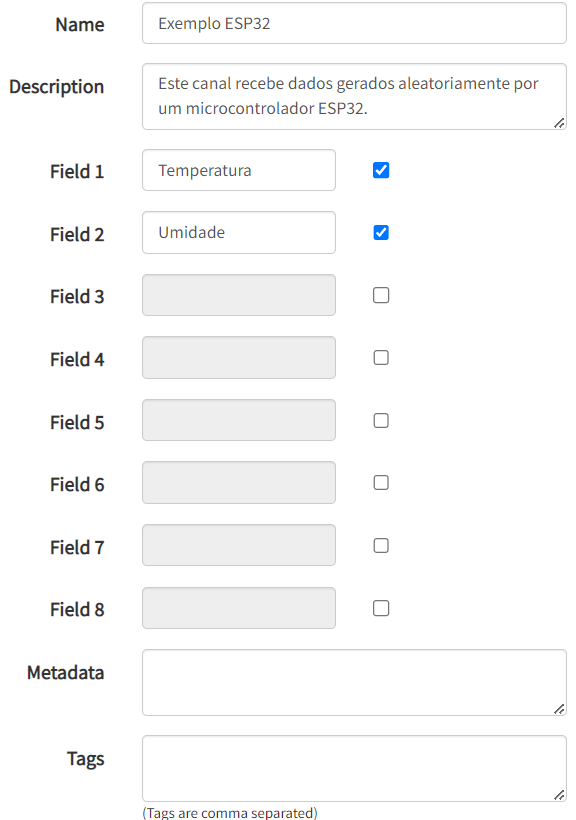 Name
Exemplo ESP32
Description
Este canal recebe dados gerados aleatoriamente por
um microcontrolador ESP32.
Field 1
Temperatura
Field 2
Umidade
Field 3
Field 4
Field 5
Field 6
Field 7
Field 8
Metadata
Tags
(Tags are comma separated)